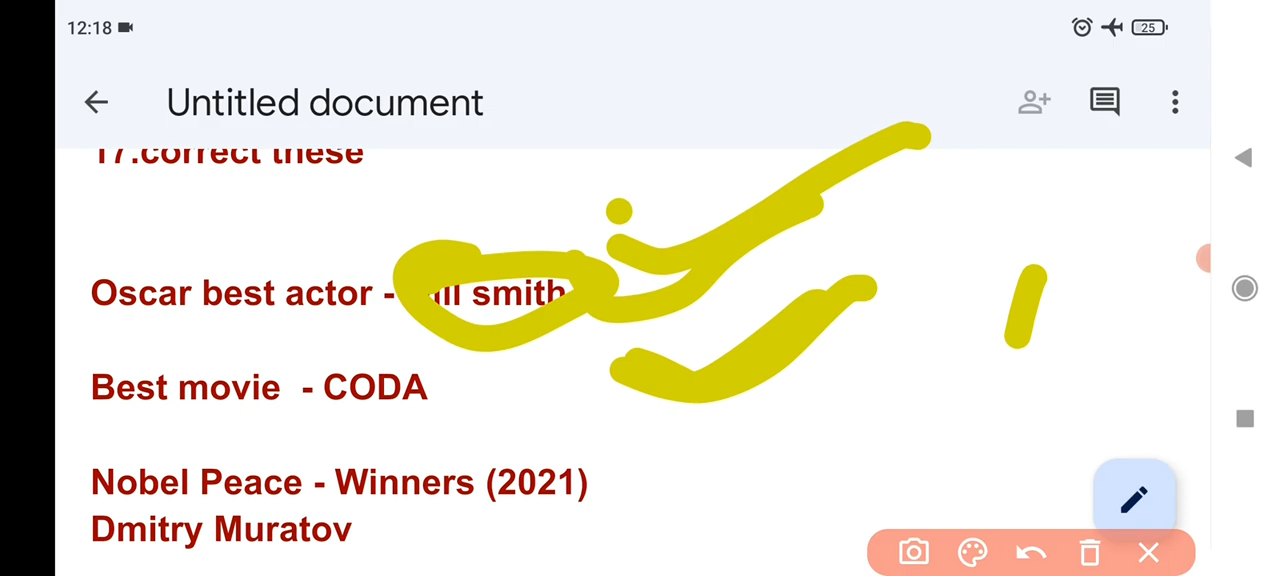 12:18
25
Untitled document
17.correct these
Oscar best actor - smith
Best movie - CODA
Nobel Peace - Winners (2021)
Dmitry Muratov